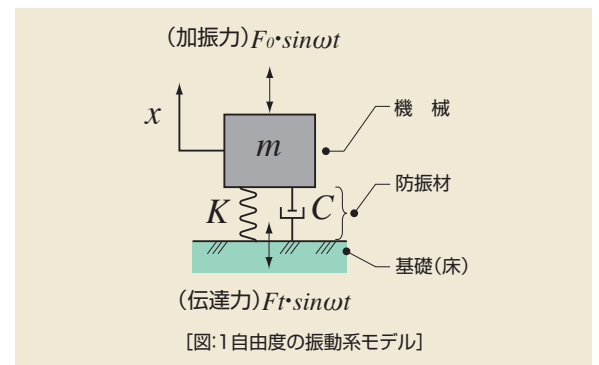 (加振力)F₀•sinωt
x
m
機　械
防振材
K
C
基礎(床)
(伝達力)Ft•sinωt
[図:1自由度の振動系モデル]